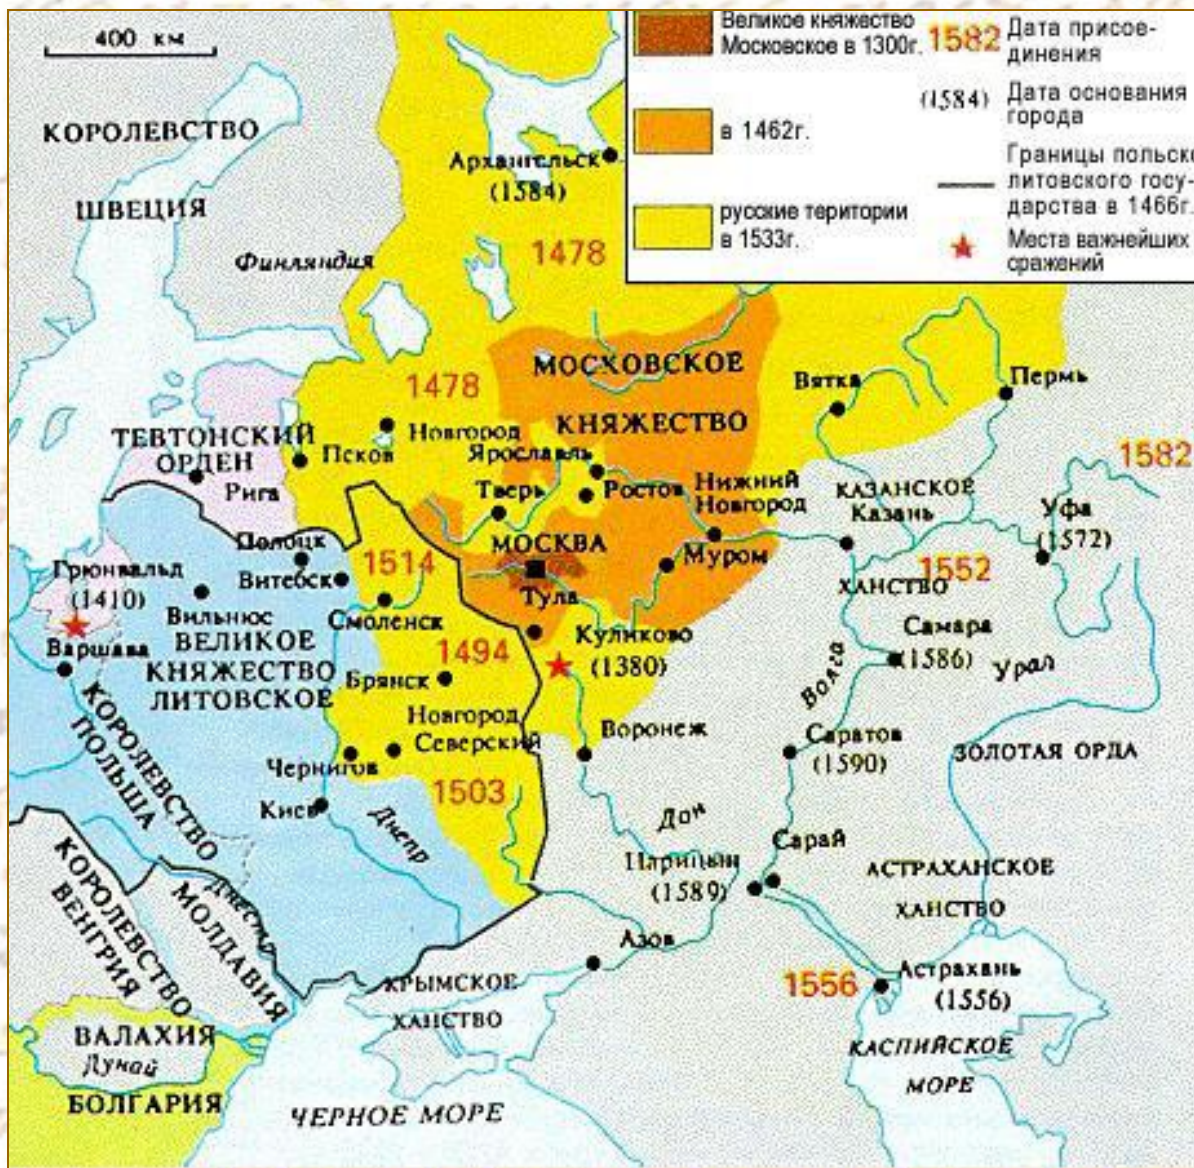 400 км
Великое княжество
Московское в 1300г.
в 1462г.
русские територии
в 1533г.
1582 Дата присое-
динения
(1584) Дата основания
города
Границы польско
литовского госу-
дарства в 1466г.
Места важнейших
сражений
КОРОЛЕВСТВО
ШВЕЦИЯ
Финляндия
Архангельск
(1584)
1478
МОСХОВСКОЕ
КНЯЖЕСТВО
Вятка
Пермь
1478
Новгород
Псков
ТЕВТОНСКИЙ
ОРДЕН
Рига
Ярославль
Ростов
Тверь
Нижний
Новгород
МОСКВА
Муром
Тула
КАЗАНСКОЕ
Казань
ХАНСТВО
1552
1582
Уфа
(1572)
Полоцк
Витебск
1514
Смоленск
Грюнвальд
(1410)
Вильнюс
Варшава
ВЕЛИКОЕ
КНЯЖЕСТВО
ЛИТОВСКОЕ
1494
Брянск
Куликово
(1380)
Самара
(1586)
Волга
Урал
Новгород
Северский
Чернигов
1503
Воронеж
Саратов
(1590)
ЗОЛОТАЯ ОРДА
КОРОЛЕВСТВО
ПОЛЬША
Киев
Днепр
Дон
Царицын
(1589)
Сарай
АСТРАХАНСКОЕ
ХАНСТВО
КОРОЛЕВСТВО
ВЕНГРИЯ
МОЛДАВИЯ
Днестр
Азов
КРЫМСКОЕ
ХАНСТВО
1556
Астрахань
(1556)
ВАЛАХИЯ
Дунай
БОЛГАРИЯ
ЧЕРНОЕ МОРЕ
КАСПИЙСКОЕ
МОРЕ